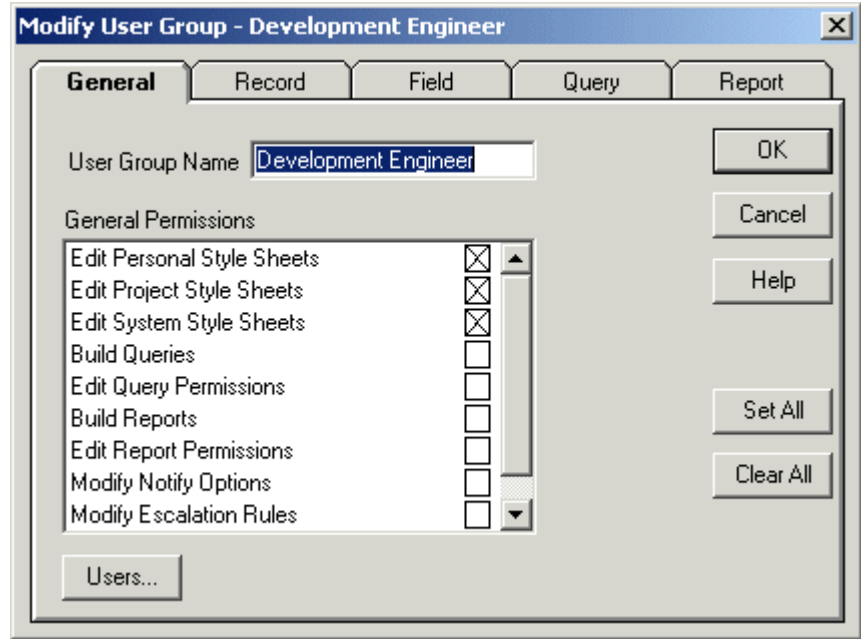 Modify User Group - Development Engineer
General Record Field Query Report
User Group Name Development Engineer
OK
General Permissions
Cancel
Edit Personal Style Sheets
Edit Project Style Sheets
Help
Edit System Style Sheets
Build Queries
Edit Query Permissions
Build Reports
Set All
Edit Report Permissions
Modify Notify Options
Clear All
Modify Escalation Rules
Users...